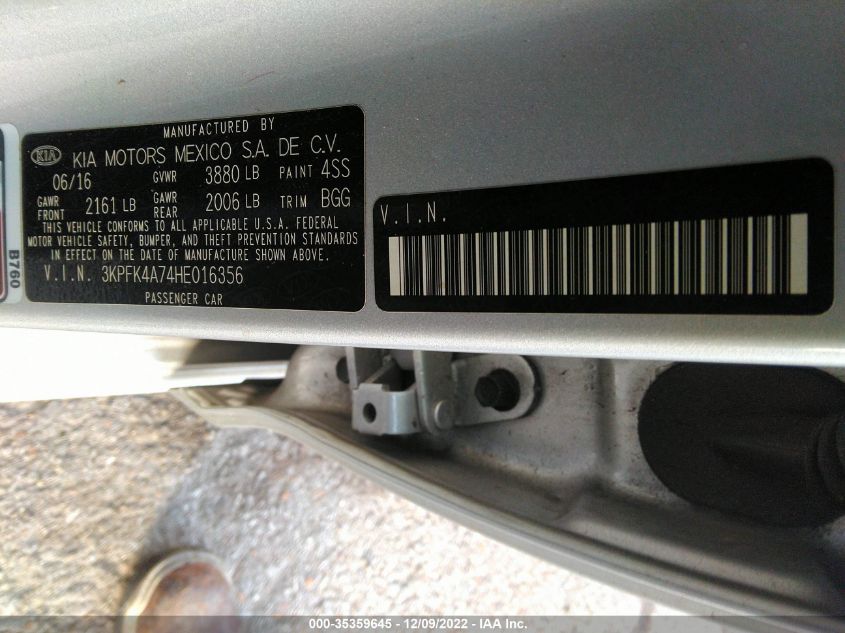 MANUFACTURED BY
KIA KIA MOTORS MEXICO S.A. DE C.V.
06/16 GVWR 3880 LB PAINT 4SS
GAWR FRONT 2161 LB GAWR REAR 2006 LB TRIM BGG
THIS VEHICLE CONFORMS TO ALL APPLICABLE U.S.A. FEDERAL
MOTOR VEHICLE SAFETY, BUMPER, AND THEFT PREVENTION STANDARDS
IN EFFECT ON THE DATE OF MANUFACTURE SHOWN ABOVE.
V.I.N. 3KPFK4A74HE016356
PASSENGER CAR
V.I.N.
B760
000-35359645 - 12/09/2022 - IAA Inc.